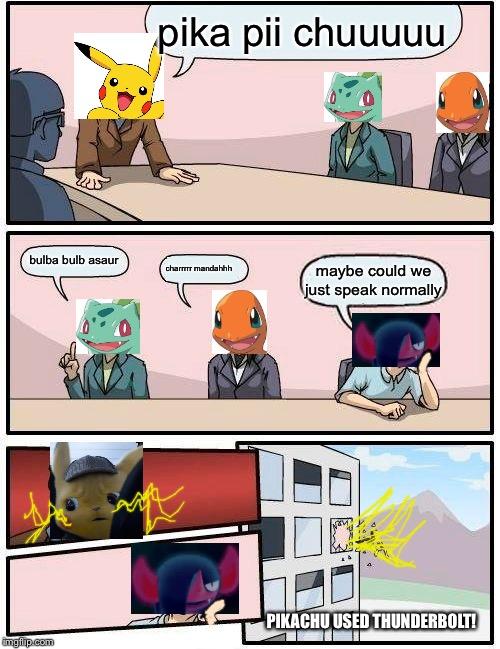 pika pii chuuuuu
bulba bulb asaur
charrrrr mandahhh
maybe could we
just speak normally
PIKACHU USED THUNDERBOLT!
imgflip.com